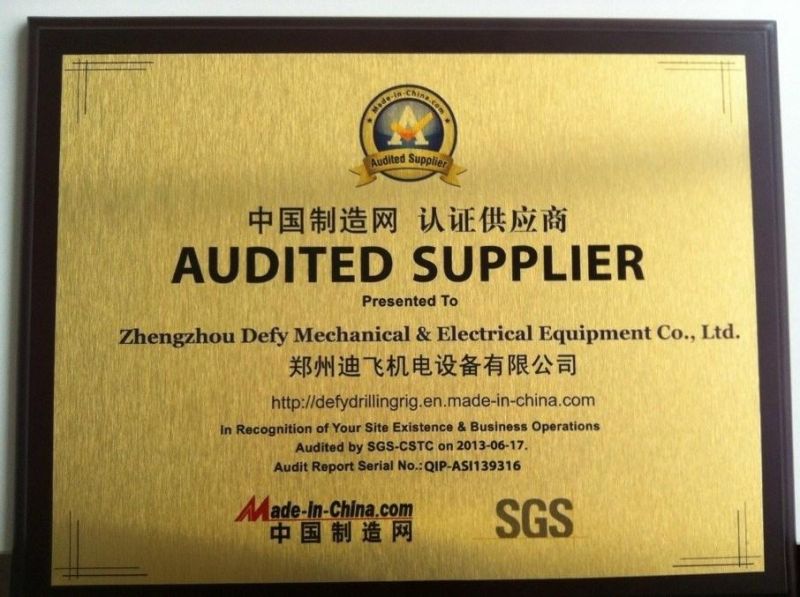 Made-in-China.com
Audited Supplier
中国制造网 认证供应商
AUDITED SUPPLIER
Presented To
Zhengzhou Defy Mechanical & Electrical Equipment Co., Ltd.
郑州迪飞机电设备有限公司
http://defydrillingrig.en.made-in-china.com
In Recognition of Your Site Existence & Business Operations
Audited by SGS-CSTC on 2013-06-17.
Audit Report Serial No.: QIP-ASI139316
Made-In-China.com
中国制造网
SGS